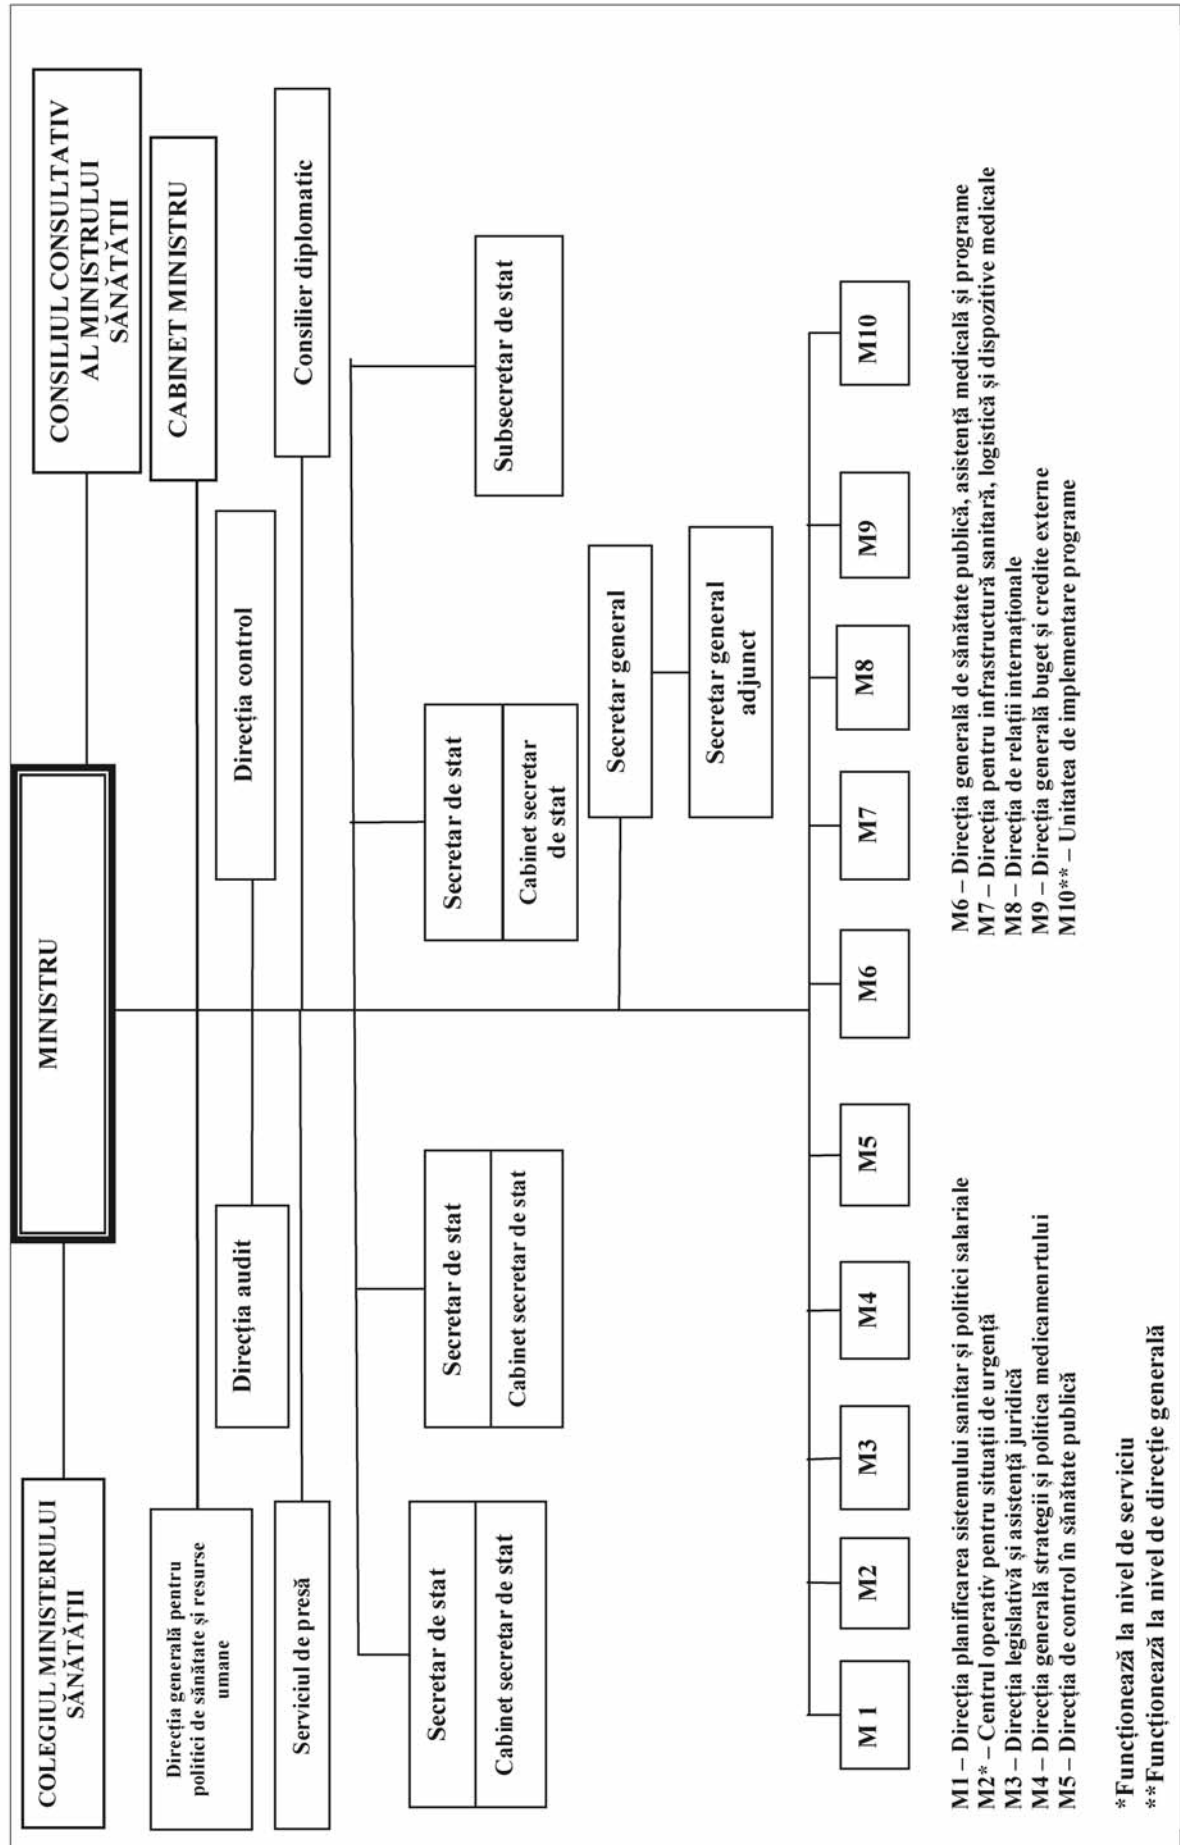 MINISTRU
COLEGIUL MINISTERULUI
SĂNĂTĂȚII
CONSILIUL CONSULTATIV
AL MINISTRULUI
SĂNĂTĂȚII
Direcția generală pentru
politici de sănătate și resurse
umane
CABINET MINISTRU
Direcția audit
Direcția control
Serviciul de presă
Consilier diplomatic
Secretar de stat
Cabinet secretar de stat
Secretar de stat
Cabinet secretar de stat
Secretar de stat
Cabinet secretar
de stat
Subsecretar de stat
Secretar general
Secretar general
adjunct
M 1
M2
M3
M4
M5
M6
M7
M8
M9
M10
M1 – Direcția planificarea sistemului sanitar și politici salariale
M2* – Centrul operativ pentru situații de urgență
M3 – Direcția legislativă și asistență juridică
M4 – Direcția generală strategii și politica medicamenrtului
M5 – Direcția de control în sănătate publică
M6 – Direcția generală de sănătate publică, asistență medicală și programe
M7 – Direcția pentru infrastructură sanitară, logistică și dispozitive medicale
M8 – Direcția de relații internaționale
M9 – Direcția generală buget și credite externe
M10** – Unitatea de implementare programe
*Funcționează la nivel de serviciu
**Funcționează la nivel de direcție generală